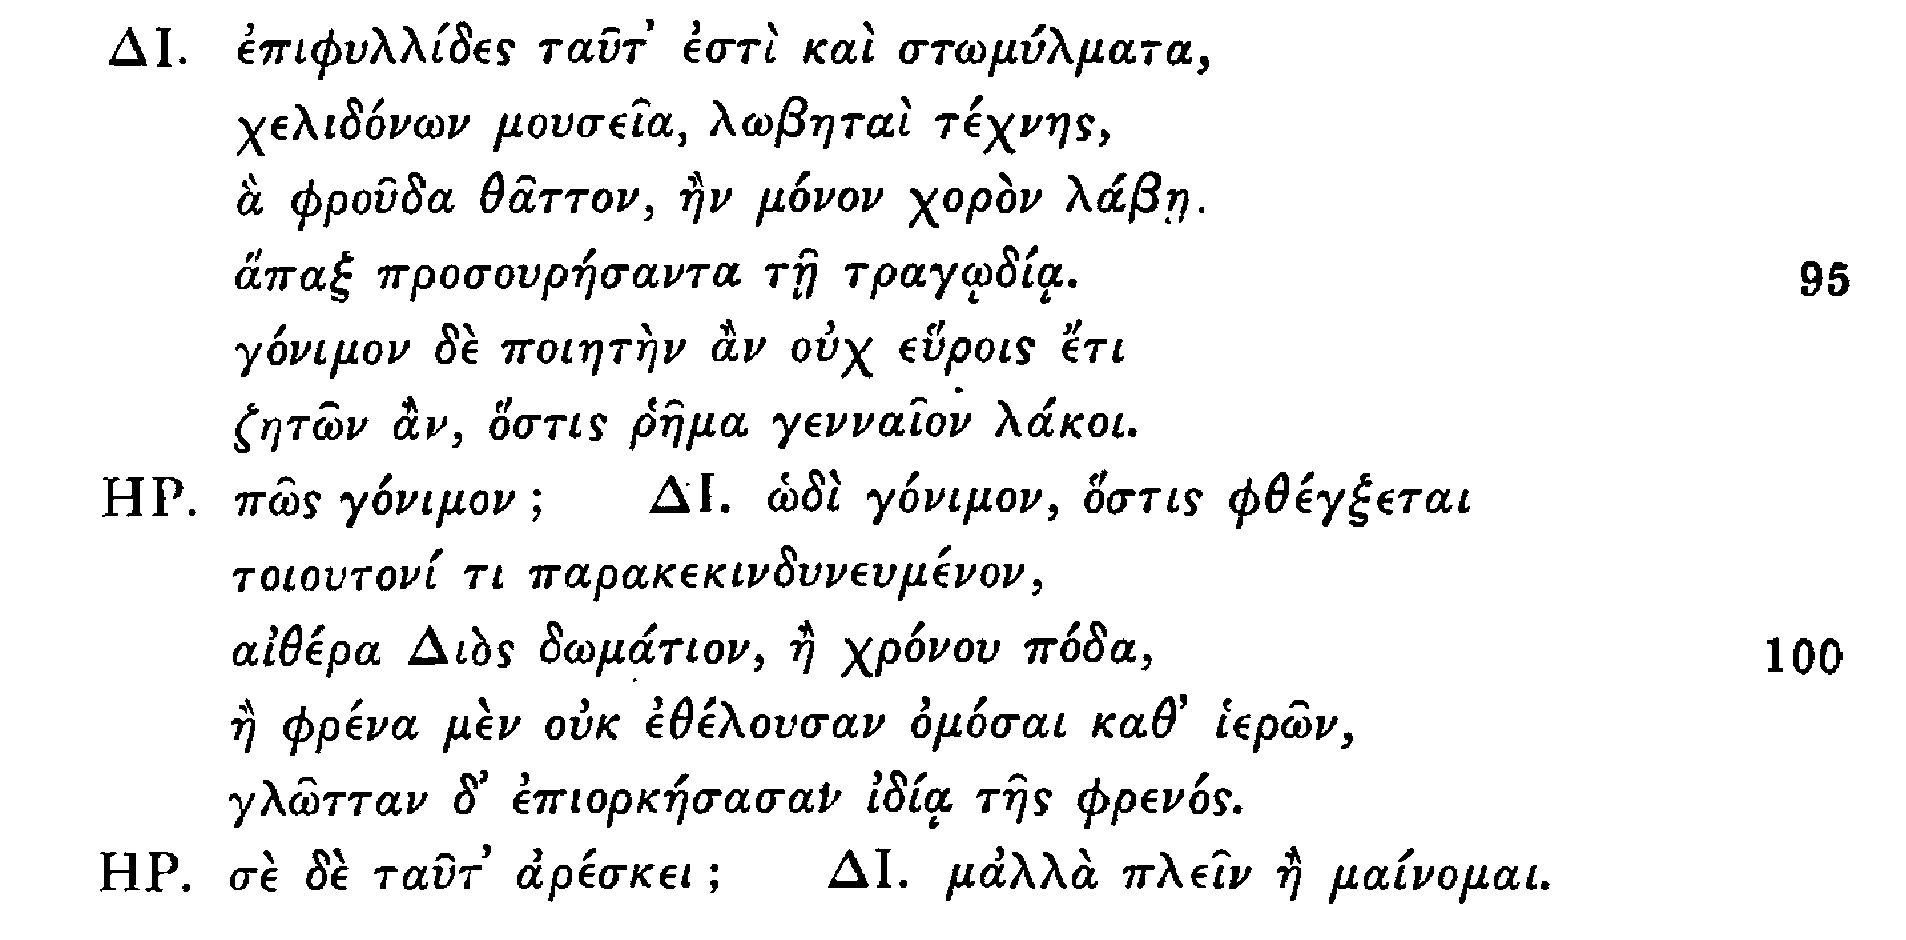 ΔΙ. ἐπιφυλλίδες ταῦτ’ ἐστὶ καὶ στωμύλματα,
χελιδόνων μουσεῖα, λωβηταὶ τέχνης,
ἃ φροῦδα θᾶττον, ἢν μόνον χορὸν λάβῃ.
ἅπαξ προσουρήσαντα τῇ τραγῳδίᾳ. 95
γόνιμον δὲ ποιητὴν ἂν οὐχ εὕροις ἔτι
ζητῶν ἂν, ὅστις ῥῆμα γενναῖον λάκοι.
ΗΡ. πῶς γόνιμον ; ΔΙ. ὡδὶ γόνιμον, ὅστις φθέγξεται
τοιουτονί τι παρακεκινδυνευμένον,
αἰθέρα Διὸς δωμάτιον, ἢ χρόνου πόδα, 100
ἢ φρένα μὲν οὐκ ἐθέλουσαν ὀμόσαι καθ’ ἱερῶν,
γλῶτταν δ’ ἐπιορκήσασαν ἰδίᾳ τῆς φρενός.
ΗΡ. σὲ δὲ ταῦτ’ ἀρέσκει ; ΔΙ. μἀλλὰ πλεῖν ἢ μαίνομαι.